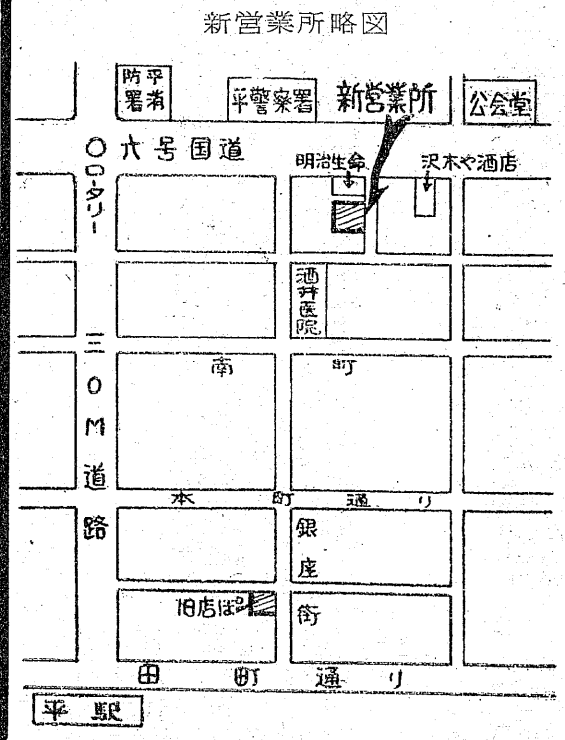 新営業所略図
平消防署
平警察署
新営業所
公会堂
六号国道
○ロータリー
明治生命
沢木や酒店
酒井医院
三〇M道路
南町
本町通り
銀座街
旧店ほ
田町通り
平駅